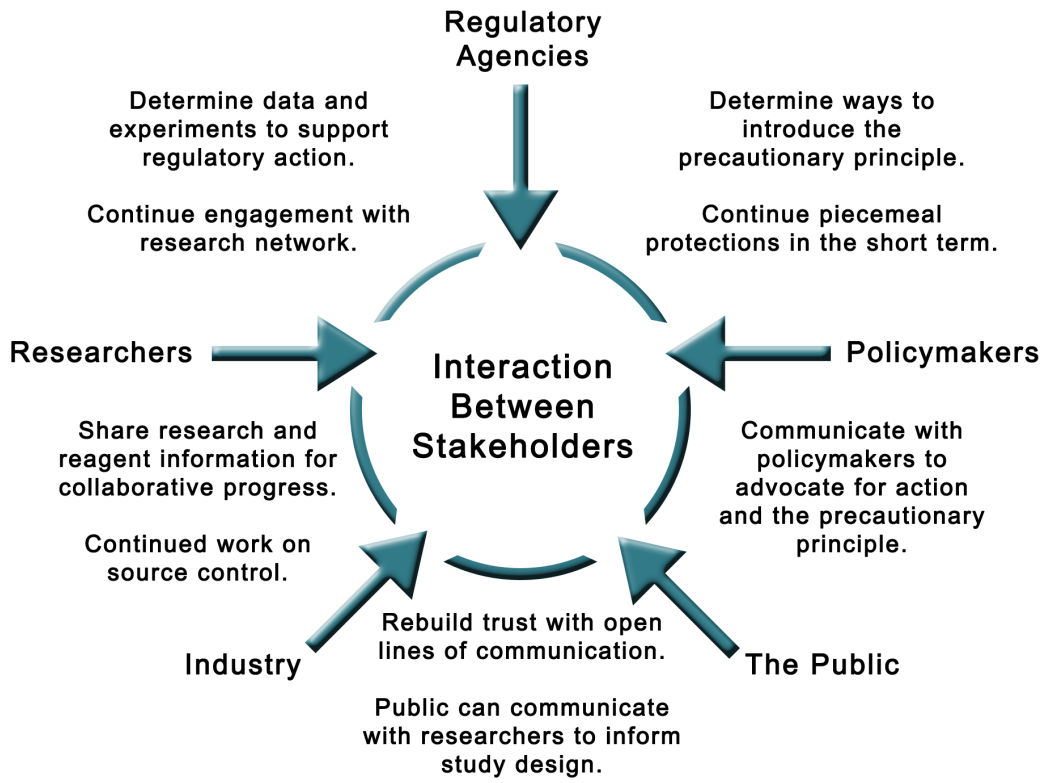 Regulatory
Agencies
Determine data and
experiments to support
regulatory action.
Continue engagement with
research network.
Determine ways to
introduce the
precautionary principle.
Continue piecemeal
protections in the short term.
Researchers
Interaction
Between
Stakeholders
Policymakers
Share research and
reagent information for
collaborative progress.
Continued work on
source control.
Communicate with
policymakers to
advocate for action
and the precautionary
principle.
Industry
Rebuild trust with open
lines of communication.
Public can communicate
with researchers to inform
study design.
The Public